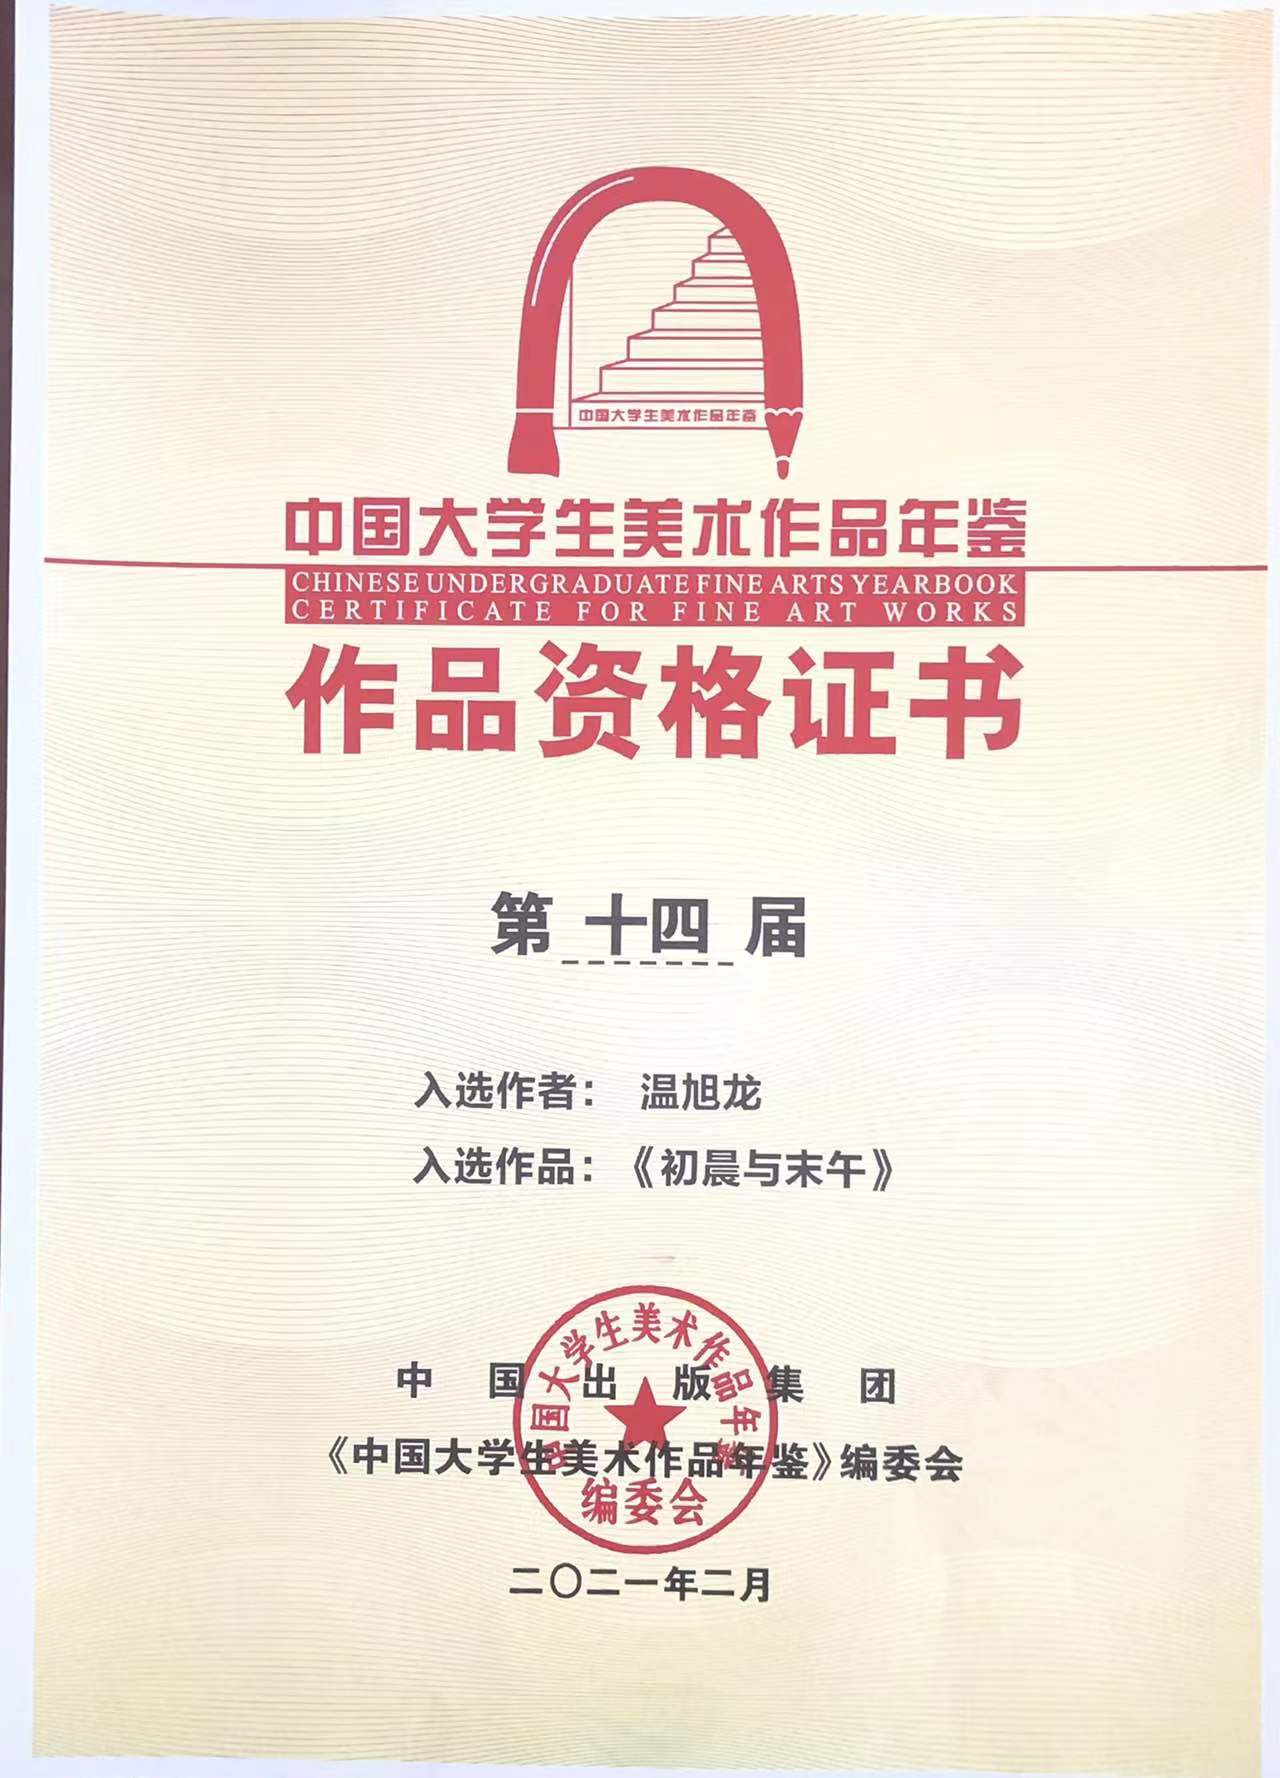 中国大学生美术作品年鉴
中国大学生美术作品年鉴
CHINESE UNDERGRADUATE FINE ARTS YEARBOOK
CERTIFICATE FOR FINE ART WORKS
作品资格证书
第 十四 届
入选作者： 温旭龙
入选作品：《初晨与末午》
中国大学生美术作品年鉴
中国出版集团
《中国大学生美术作品年鉴》编委会
编委会
二〇二一年二月